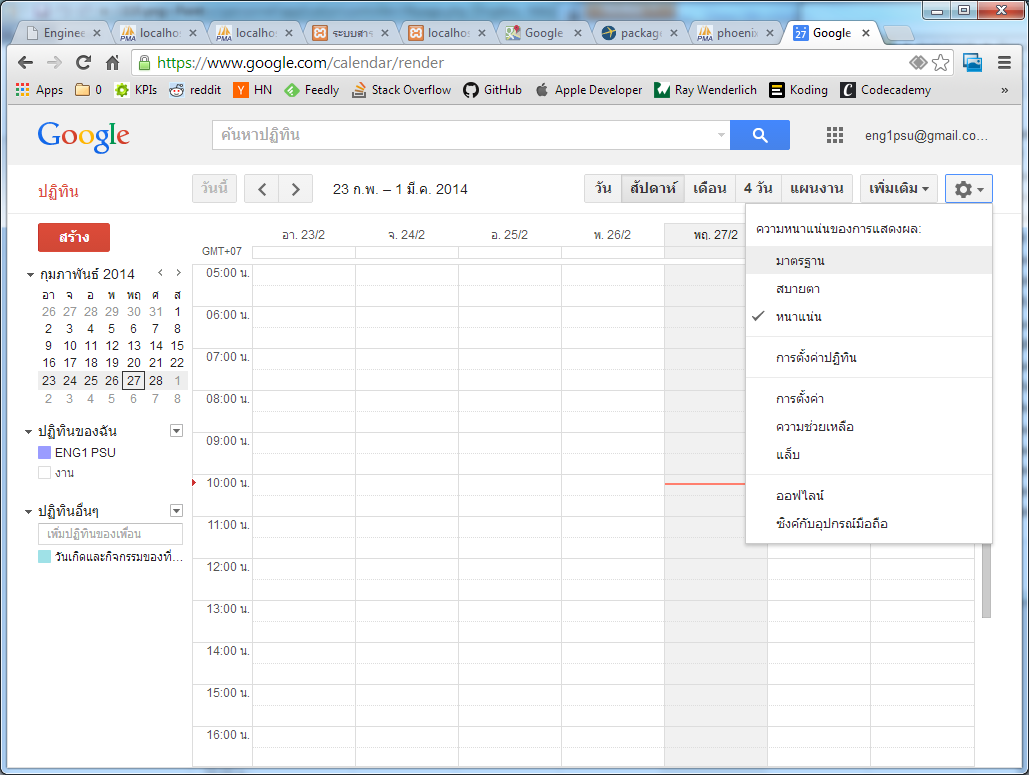 Enginee
localhos
localhos
ระบบสาร
localhos
Google
package
phoenix
Google
https://www.google.com/calendar/render
Apps
0
KPIs
reddit
HN
Feedly
Stack Overflow
GitHub
Apple Developer
Ray Wenderlich
Koding
Codecademy
»
Google
ค้นหาปฏิทิน
eng1psu@gmail.co...
ปฏิทิน
วันนี้
23 ก.พ. – 1 มี.ค. 2014
วัน
สัปดาห์
เดือน
4 วัน
แผนงาน
เพิ่มเติม
สร้าง
กุมภาพันธ์ 2014
อา จ อ พ พฤ ศ ส
26 27 28 29 30 31 1
2 3 4 5 6 7 8
9 10 11 12 13 14 15
16 17 18 19 20 21 22
23 24 25 26 27 28 1
2 3 4 5 6 7 8
ปฏิทินของฉัน
ENG1 PSU
งาน
ปฏิทินอื่นๆ
เพิ่มปฏิทินของเพื่อน
วันเกิดและกิจกรรมของที่...
GMT+07
อา. 23/2
จ. 24/2
อ. 25/2
พ. 26/2
พฤ. 27/2
05:00 น.
06:00 น.
07:00 น.
08:00 น.
09:00 น.
10:00 น.
11:00 น.
12:00 น.
13:00 น.
14:00 น.
15:00 น.
16:00 น.
ความหนาแน่นของการแสดงผล:
มาตรฐาน
สบายตา
หนาแน่น
การตั้งค่าปฏิทิน
การตั้งค่า
ความช่วยเหลือ
แล็บ
ออฟไลน์
ซิงค์กับอุปกรณ์มือถือ